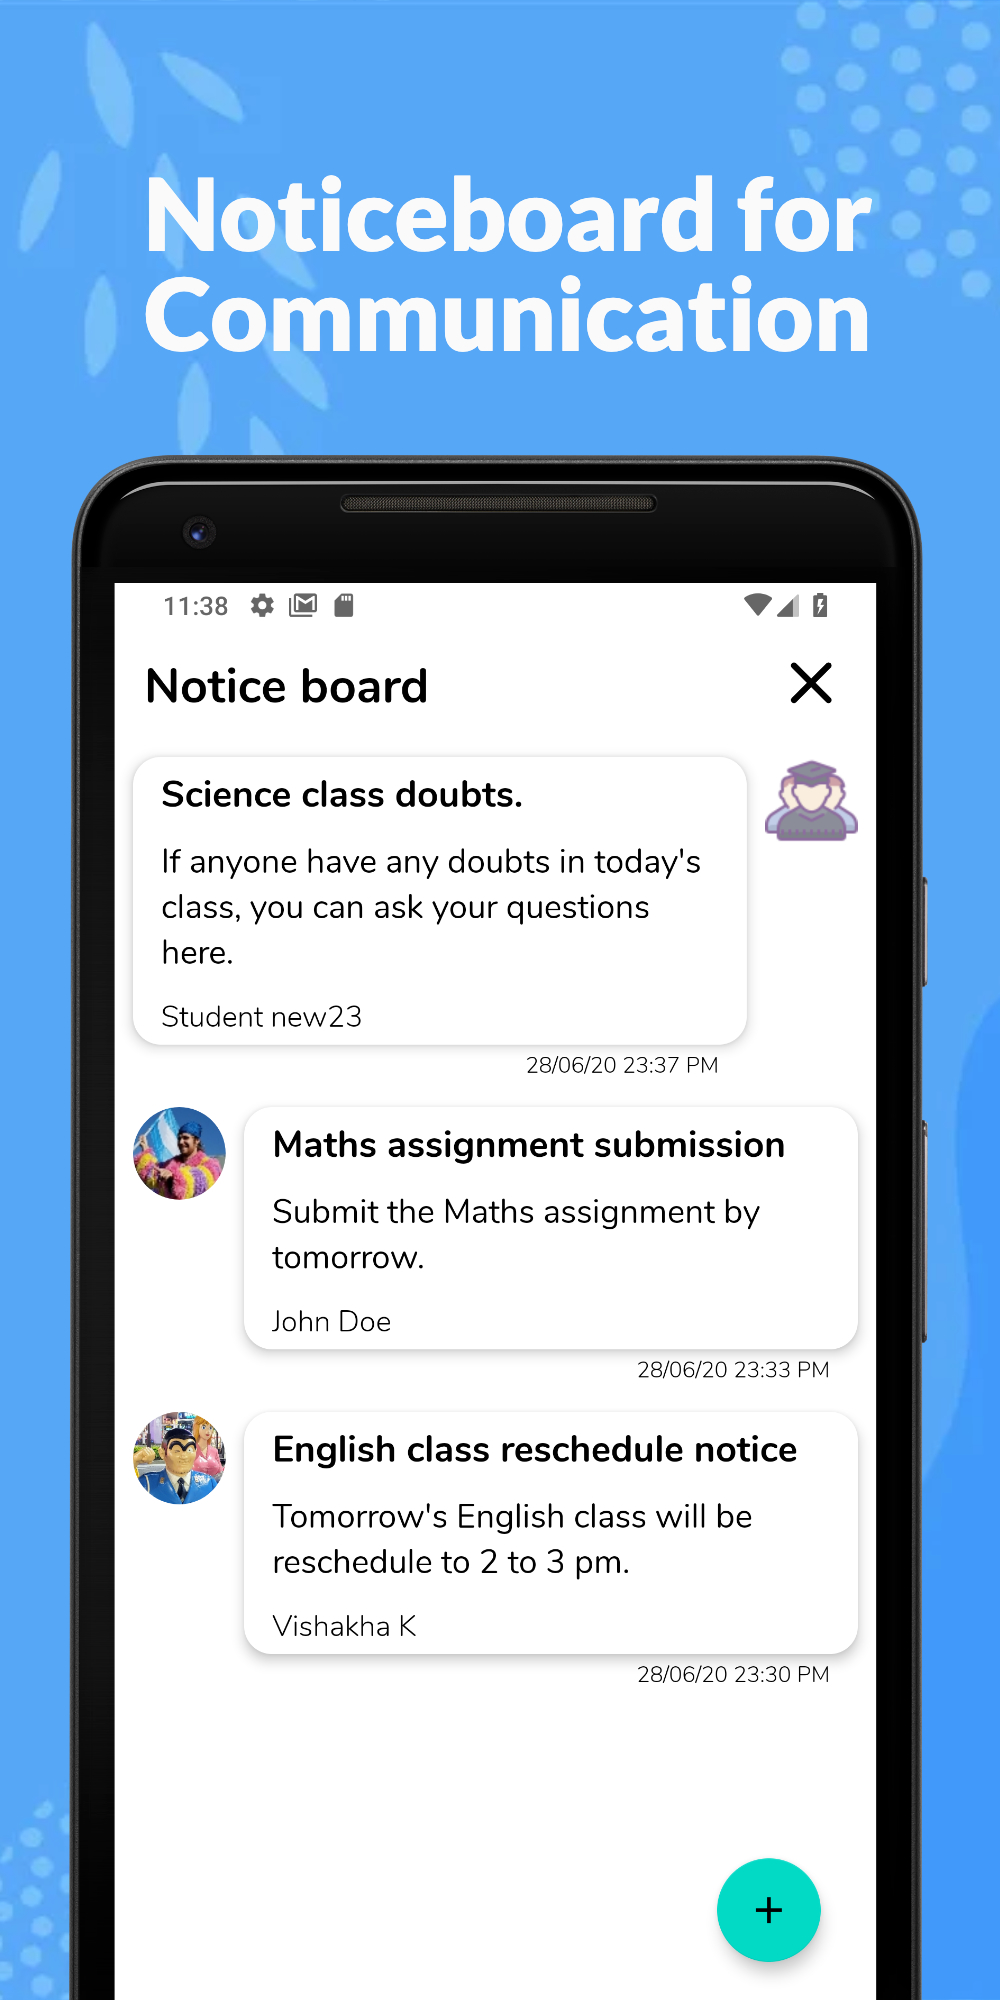 Noticeboard for
Communication
11:38
Notice board
Science class doubts.
If anyone have any doubts in today's
class, you can ask your questions
here.
Student new23
28/06/20 23:37 PM
Maths assignment submission
Submit the Maths assignment by
tomorrow.
John Doe
28/06/20 23:33 PM
English class reschedule notice
Tomorrow's English class will be
reschedule to 2 to 3 pm.
Vishakha K
28/06/20 23:30 PM
+